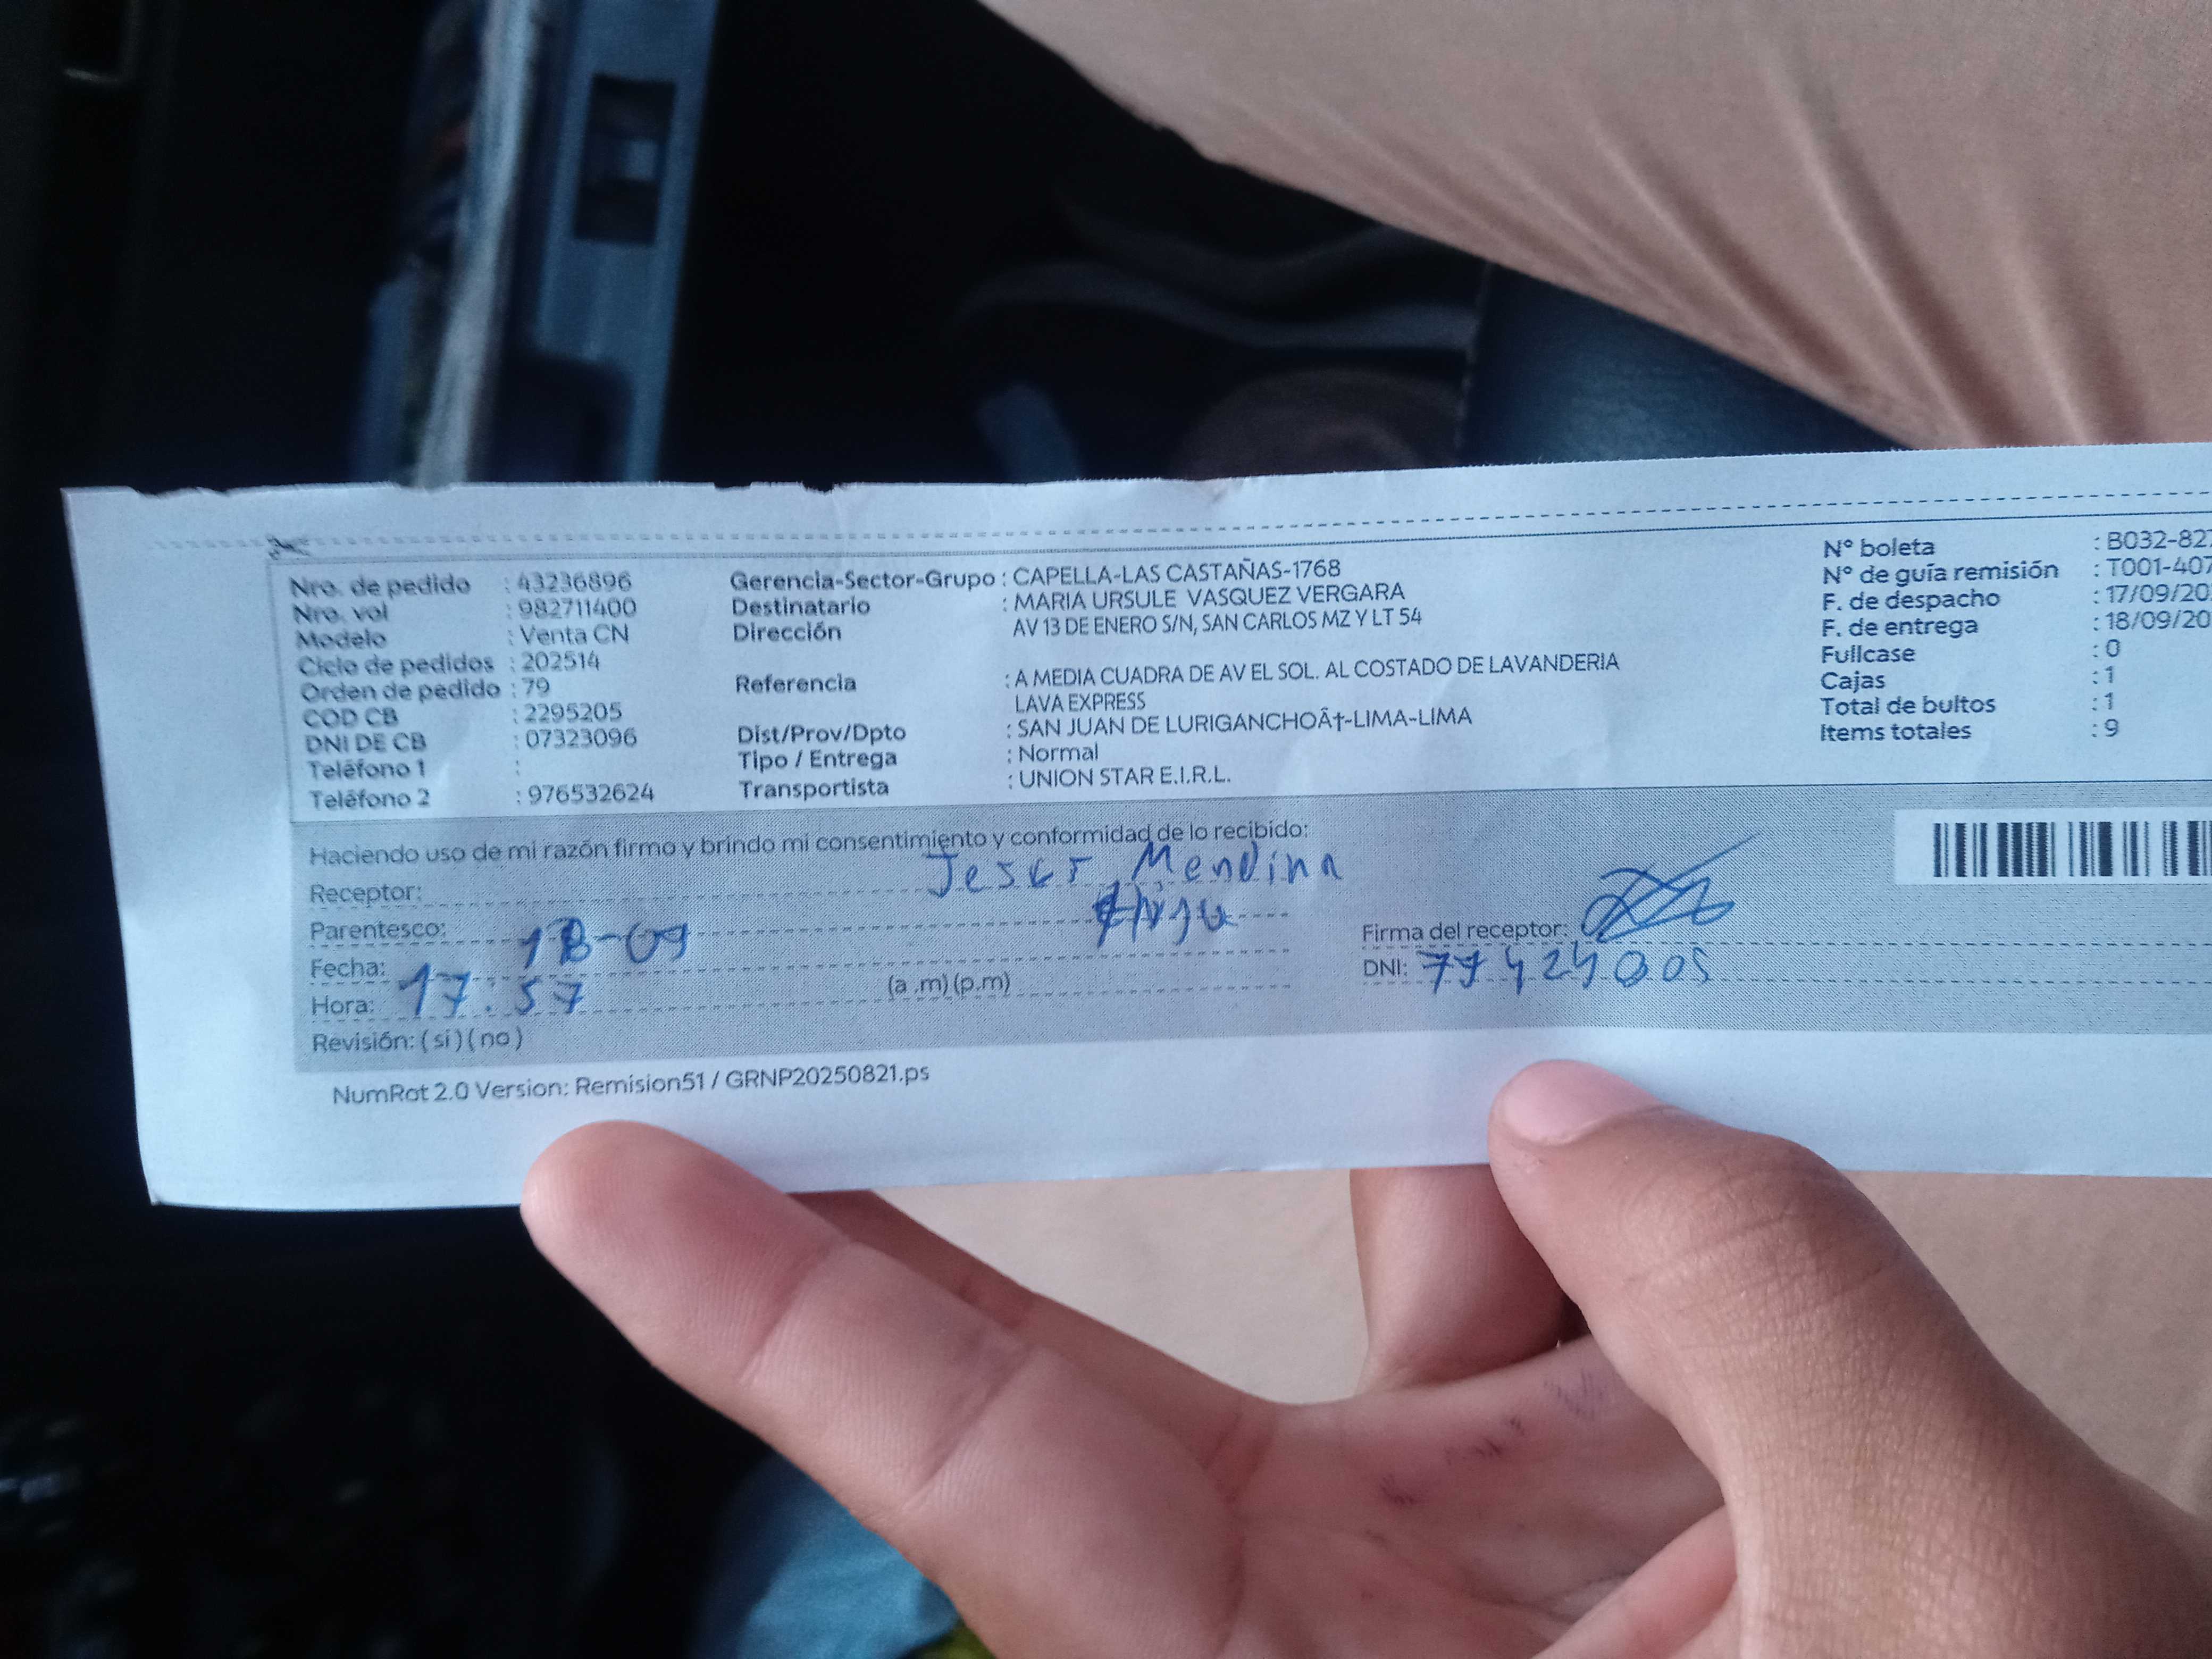 Nro. de pedido : 43236896
Nro. vol : 982711400
Modelo : Venta CN
Ciclo de pedidos : 202514
Orden de pedido : 79
COD CB : 2295205
DNI DE CB : 07323096
Teléfono 1 :
Teléfono 2 : 976532624
Gerencia-Sector-Grupo : CAPELLA-LAS CASTAÑAS-1768
Destinatario : MARIA URSULE VASQUEZ VERGARA
Dirección AV 13 DE ENERO S/N, SAN CARLOS MZ Y LT 54
Referencia : A MEDIA CUADRA DE AV EL SOL. AL COSTADO DE LAVANDERIA
LAVA EXPRESS
Dist/Prov/Dpto : SAN JUAN DE LURIGANCHOÂ†-LIMA-LIMA
Tipo / Entrega : Normal
Transportista : UNION STAR E.I.R.L.
N° boleta : B032-82
N° de guía remisión : T001-407
F. de despacho : 17/09/20
F. de entrega : 18/09/20
Fullcase : 0
Cajas : 1
Total de bultos : 1
Items totales : 9
Haciendo uso de mi razón firmo y brindo mi consentimiento y conformidad de lo recibido:
Receptor: Jesus Mendina
Parentesco:
Fecha: 18-09
Hora: 17:57 (a .m) (p.m)
Revisión: ( si ) ( no )
Firma del receptor:
DNI: 77424005
NumRot 2.0 Version: Remision51 / GRNP20250821.ps